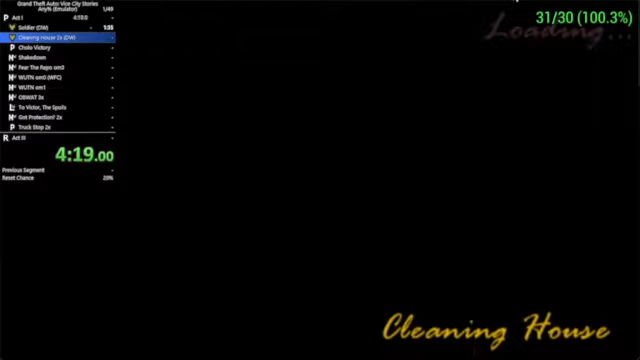 Grand Theft Auto: Vice City Stories
Any% (Emulator) 1/49
P Act I 4:19.0
Soldier (CW) - 1:35
Cleaning House 2x (CW) -
P Cholo Victory -
Shakedown -
Fear The Repo om0 -
WUTN om0 (WFC) -
WUTN om1 -
OBWAT 3x -
To Victor, The Spoils -
Got Protection? 2x -
P Truck Stop 2x -
R Act III -
4:19.00
Previous Segment -
Reset Chance 20%
31/30 (100.3%)
Loading...
Cleaning House